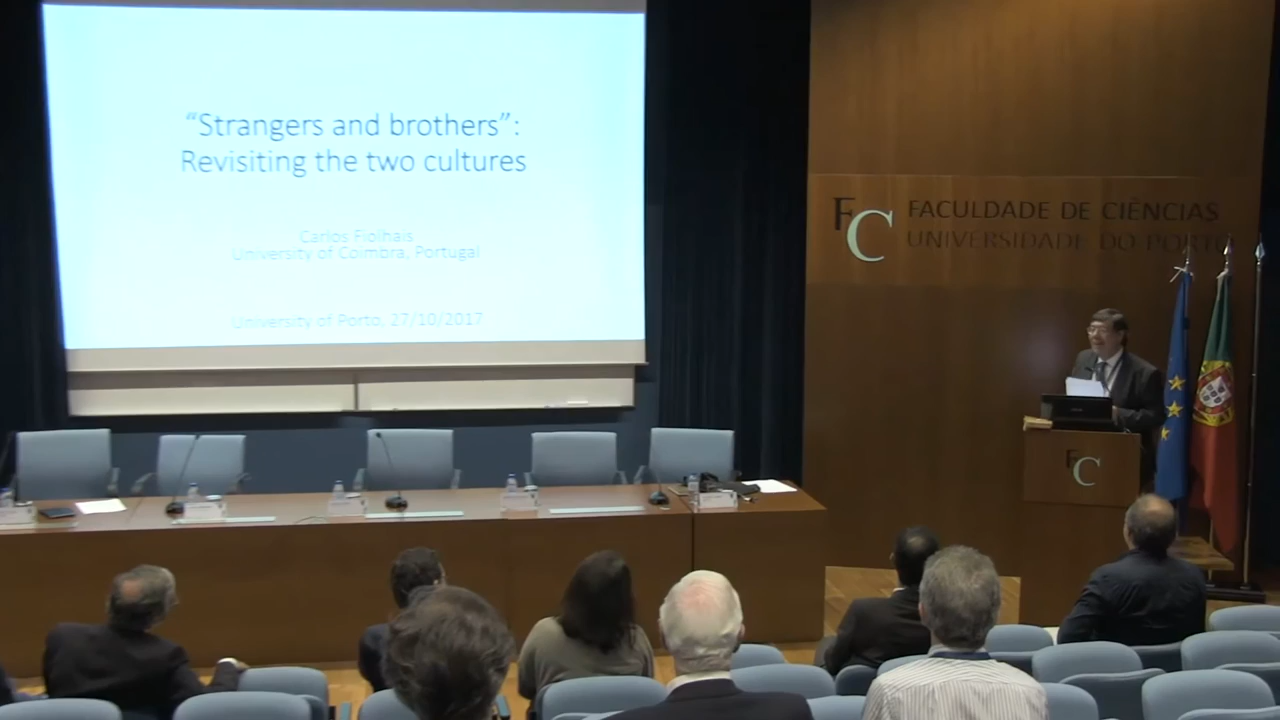 “Strangers and brothers”:
Revisiting the two cultures
Carlos Fiolhais
University of Coimbra, Portugal
University of Porto, 27/10/2017
FC
FACULDADE DE CIÊNCIAS
UNIVERSIDADE DO PORTO
FC